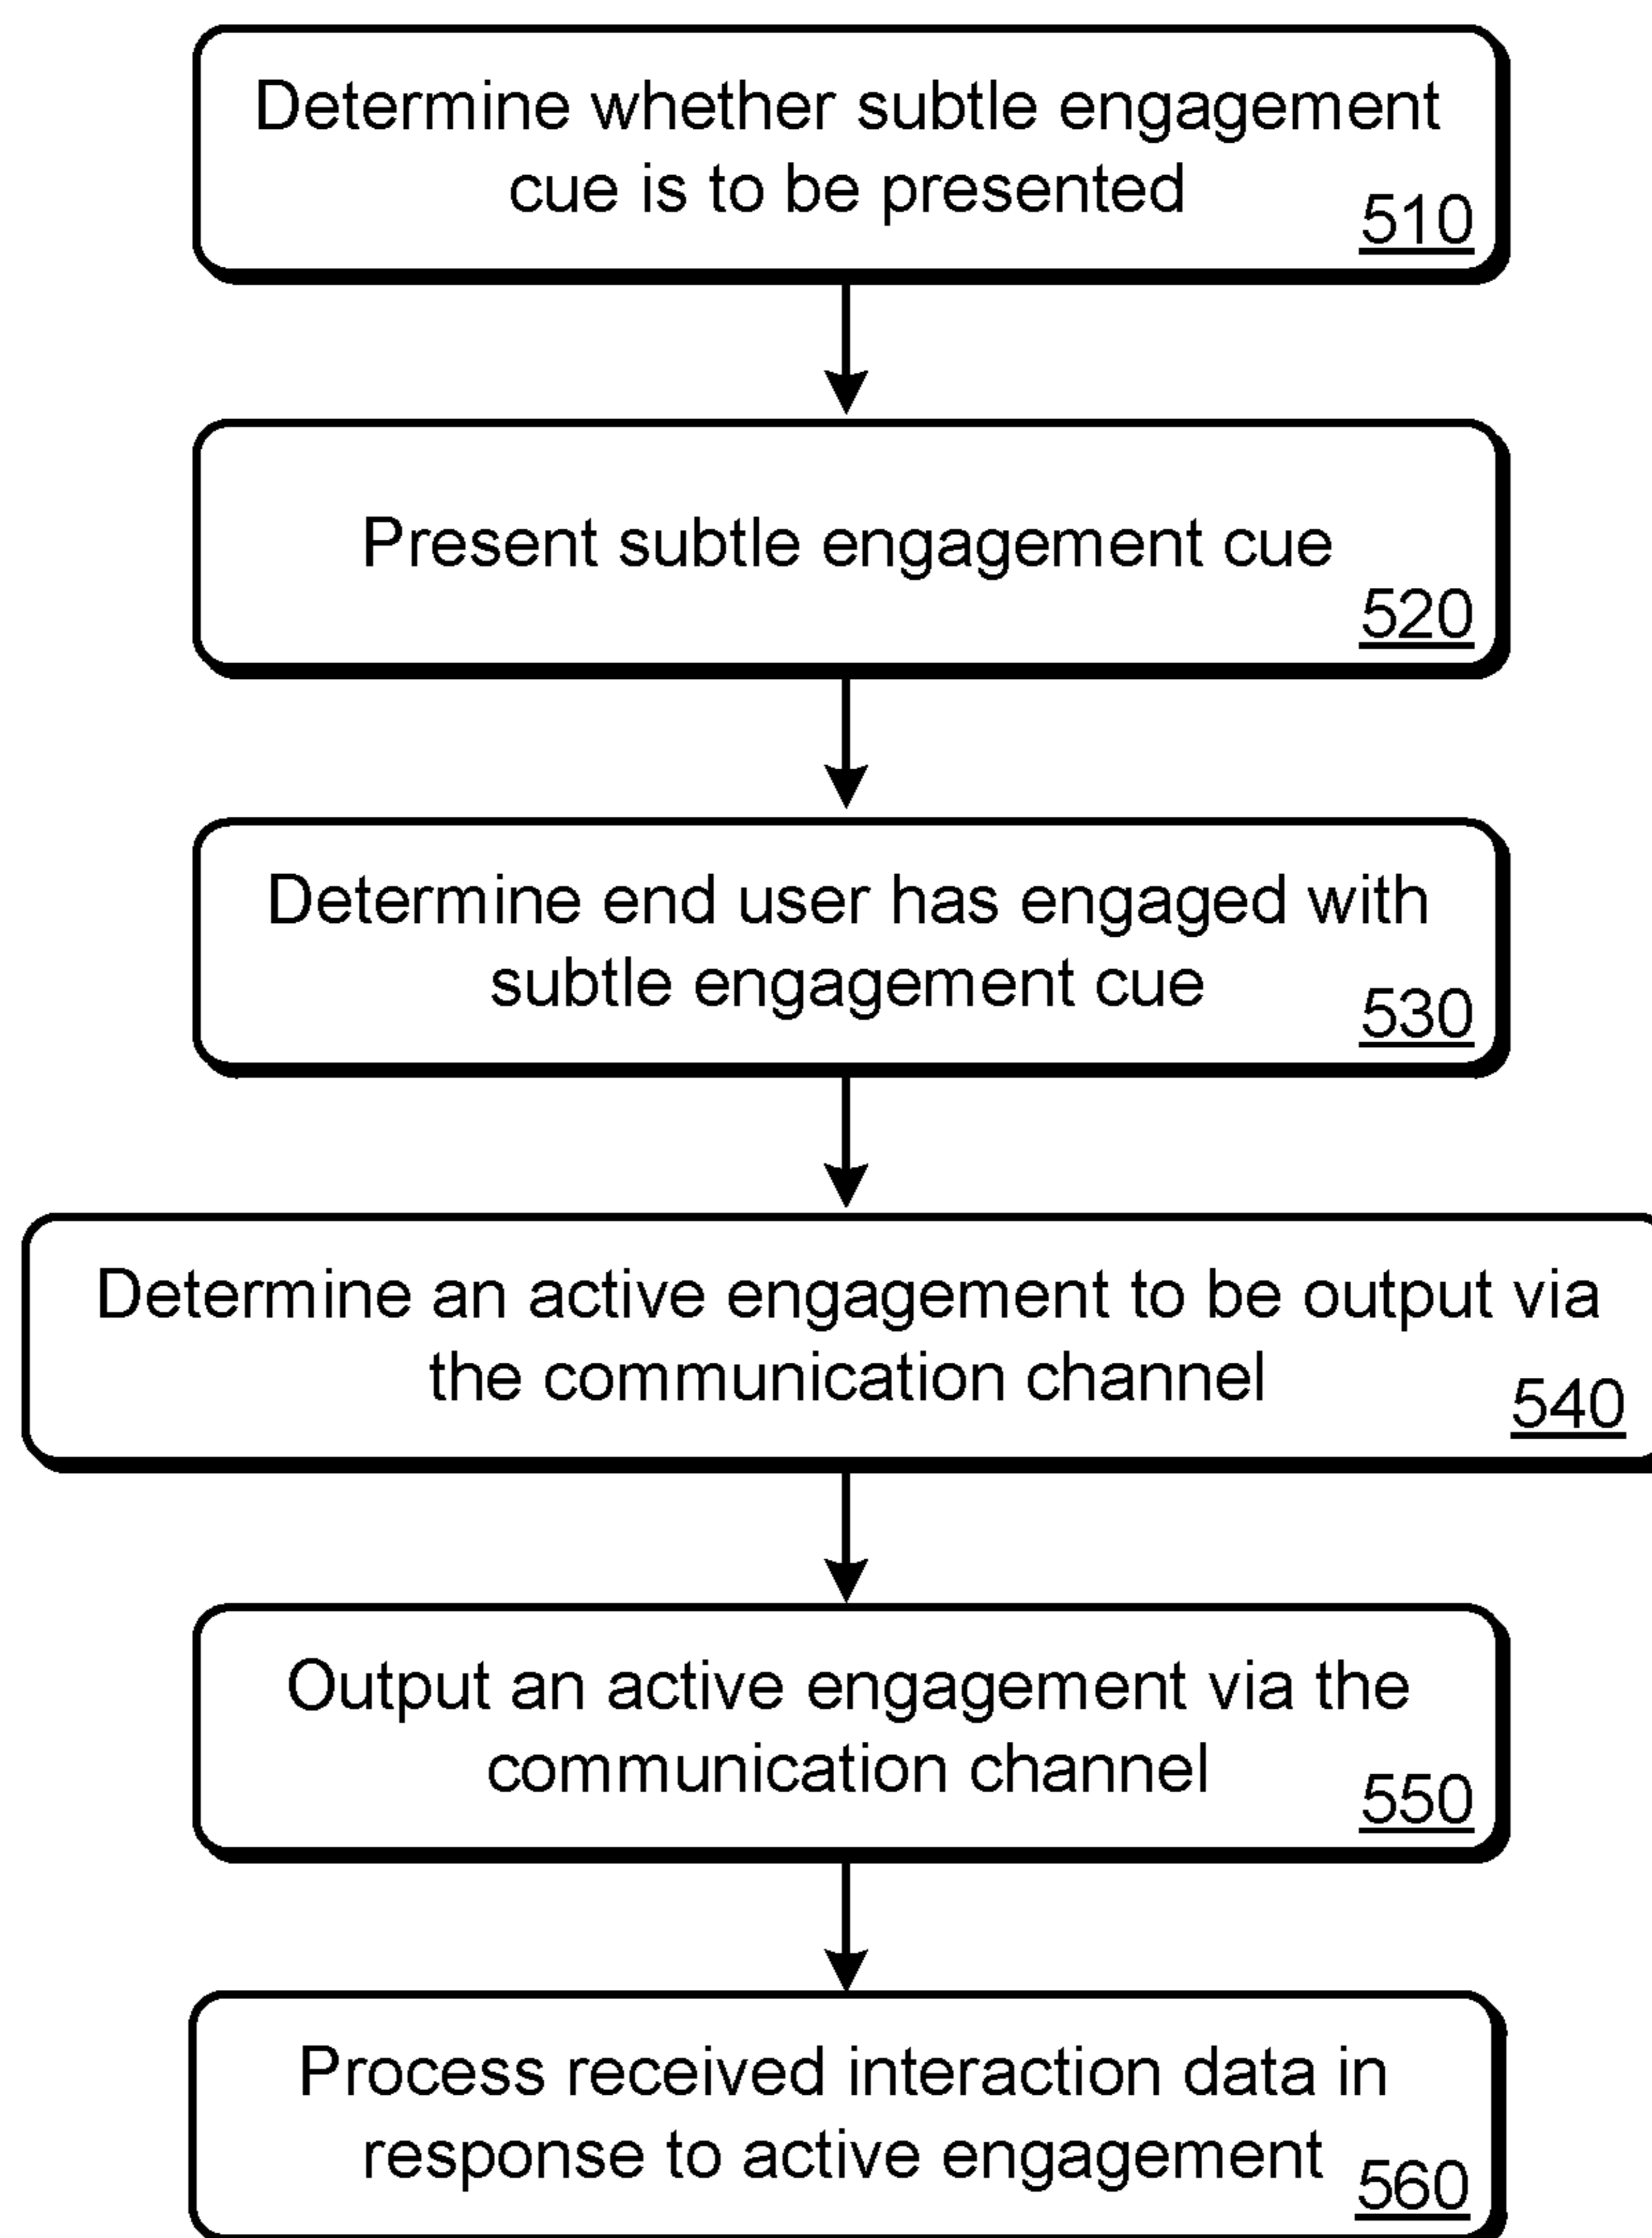 Determine whether subtle engagement
cue is to be presented
510
Present subtle engagement cue
520
Determine end user has engaged with
subtle engagement cue
530
Determine an active engagement to be output via
the communication channel
540
Output an active engagement via the
communication channel
550
Process received interaction data in
response to active engagement
560